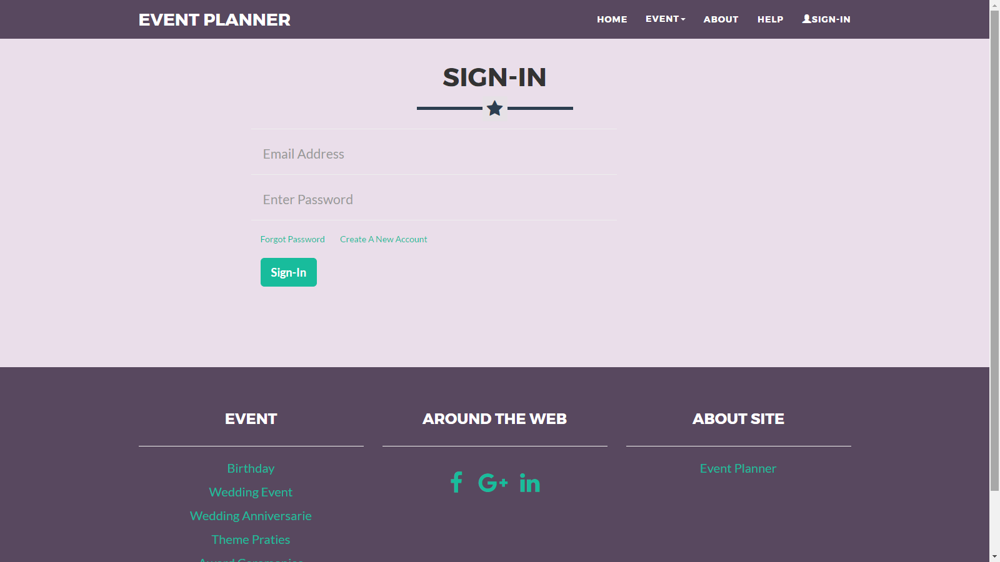 EVENT PLANNER
HOME EVENT ABOUT HELP SIGN-IN
SIGN-IN
Email Address
Enter Password
Forgot Password Create A New Account
Sign-In
EVENT
Birthday
Wedding Event
Wedding Anniversarie
Theme Praties
AROUND THE WEB
G+ in
ABOUT SITE
Event Planner